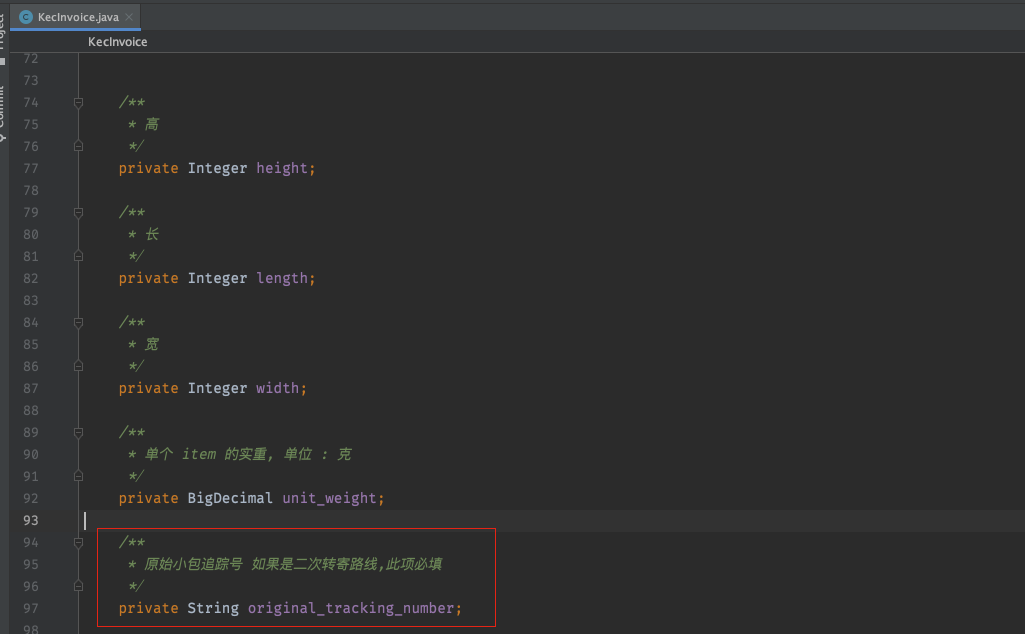 KecInvoice.java
KecInvoice
72
73
74 /**
75 * 高
76 */
77 private Integer height;
78
79 /**
80 * 长
81 */
82 private Integer length;
83
84 /**
85 * 宽
86 */
87 private Integer width;
88
89 /**
90 * 单个 item 的实重, 单位 : 克
91 */
92 private BigDecimal unit_weight;
93
94 /**
95 * 原始小包追踪号 如果是二次转寄路线,此项必填
96 */
97 private String original_tracking_number;
98